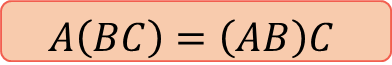 A(BC) = (AB)C